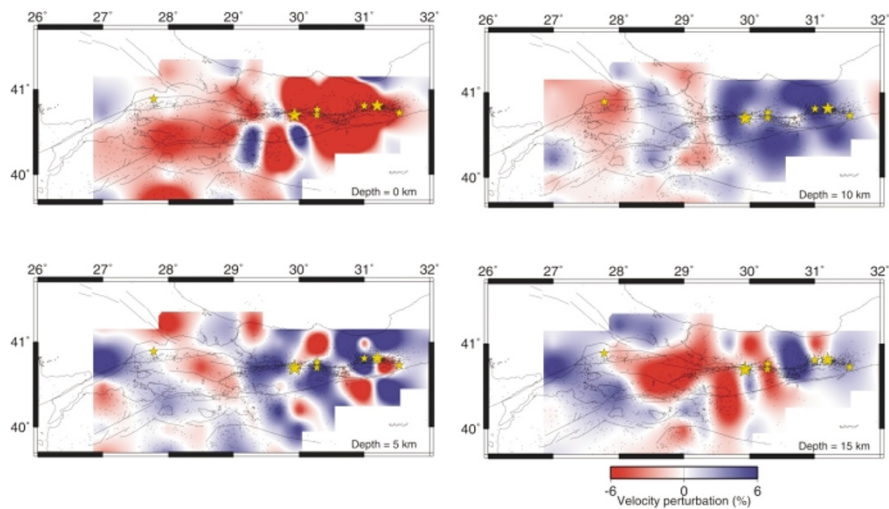 26° 27° 28° 29° 30° 31° 32°
41°
40°
Depth = 0 km
26° 27° 28° 29° 30° 31° 32°
41°
40°
Depth = 10 km
26° 27° 28° 29° 30° 31° 32°
41°
40°
Depth = 5 km
26° 27° 28° 29° 30° 31° 32°
41°
40°
Depth = 15 km
-6 0 6
Velocity perturbation (%)